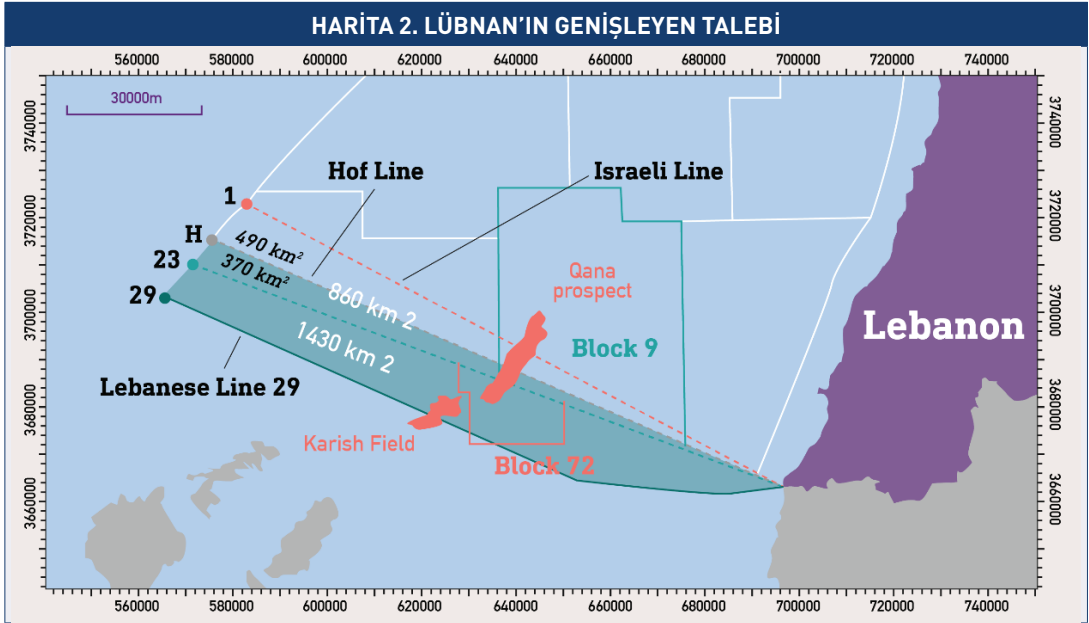 HARİTA 2. LÜBNAN'IN GENİŞLEYEN TALEBİ
560000 580000 600000 620000 640000 660000 680000 700000 720000 740000
30000m
3740000
3740000
Hof Line
Israeli Line
1
3720000
3720000
H
490 km²
23
370 km²
Qana
prospect
29
860 km 2
3700000
3700000
Lebanon
1430 km 2
Block 9
Lebanese Line 29
3680000
3680000
Karish Field
Block 72
3660000
3660000
560000 580000 600000 620000 640000 660000 680000 700000 720000 740000